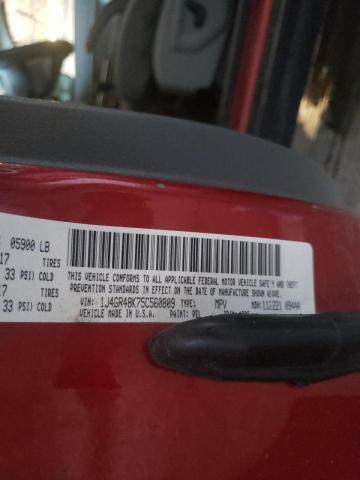 05900 LB
17 TIRES
33 PSI) COLD
17 TIRES
33 PSI) COLD
THIS VEHICLE CONFORMS TO ALL APPLICABLE FEDERAL MOTOR VEHICLE SAFETY AND THEFT
PREVENTION STANDARDS IN EFFECT ON THE DATE OF MANUFACTURE SHOWN ABOVE.
VIN: 1J4GR48K75C560809 TYPE: MPV MDH:
VEHICLE MADE IN U.S.A. PAINT: PEL